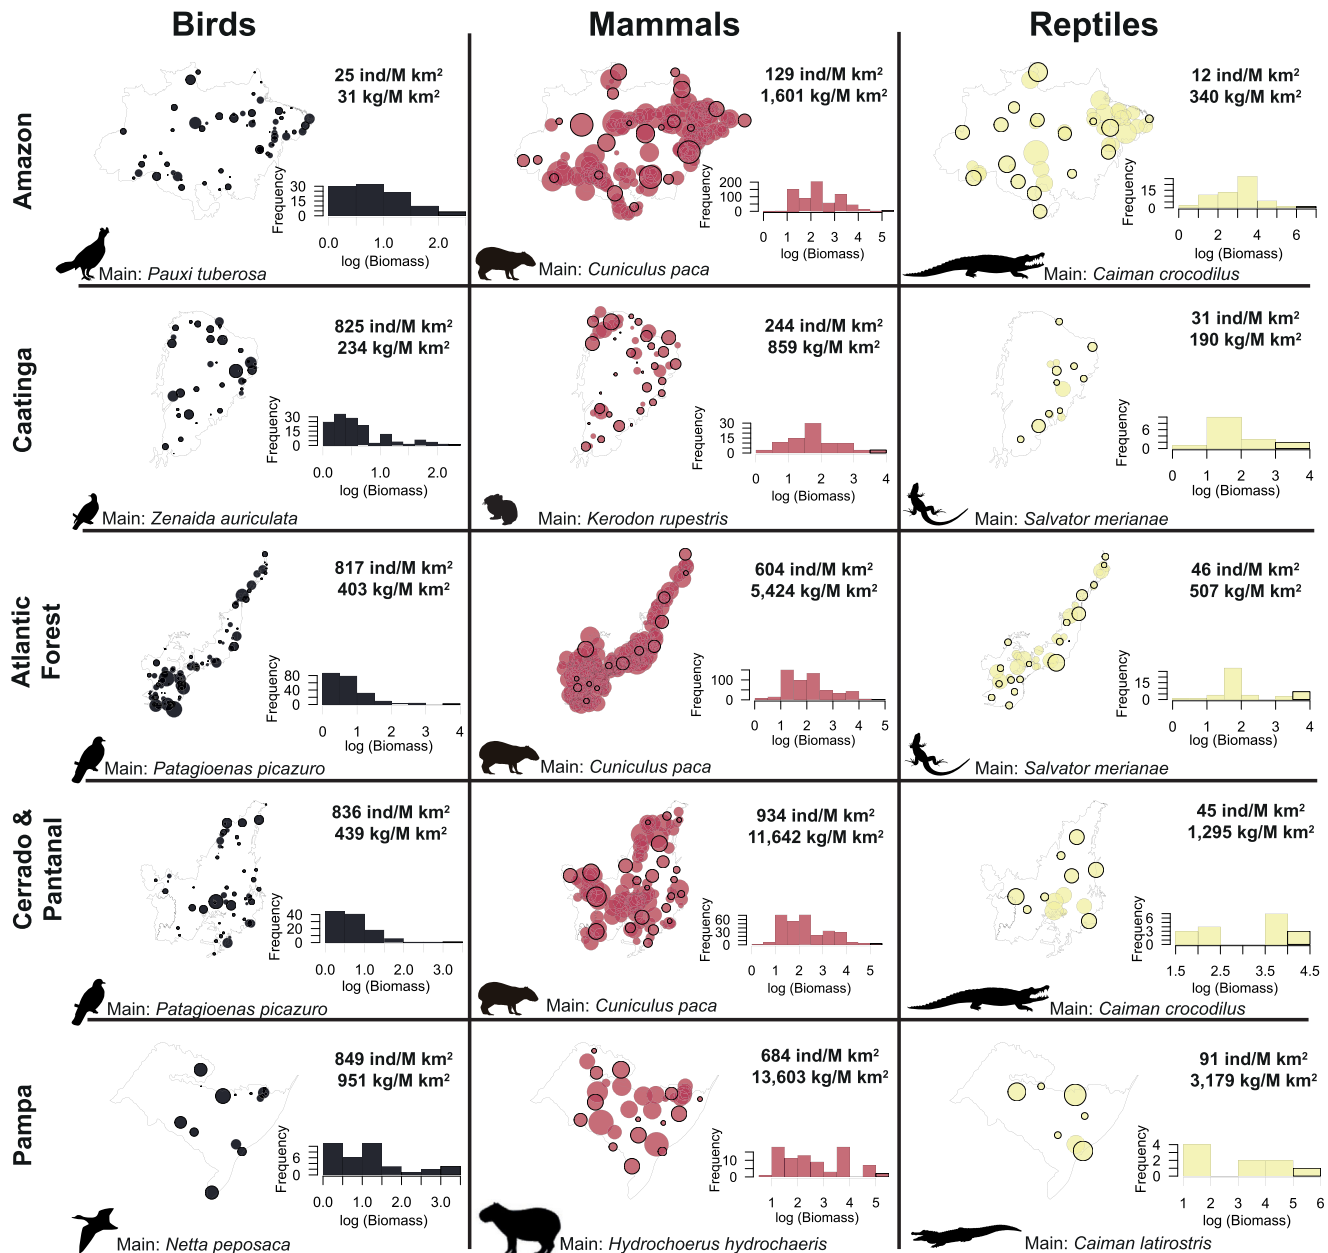 Birds
Mammals
Reptiles
Amazon
25 ind/M km²
31 kg/M km²
Frequency
30
15
0
0.0 1.0 2.0
log (Biomass)
Main: Pauxi tuberosa
129 ind/M km²
1,601 kg/M km²
Frequency
200
100
0
0 1 2 3 4 5
log (Biomass)
Main: Cuniculus paca
12 ind/M km²
340 kg/M km²
Frequency
15
0
0 2 4 6
log (Biomass)
Main: Caiman crocodilus
Caatinga
825 ind/M km²
234 kg/M km²
Frequency
30
15
0
0.0 1.0 2.0
log (Biomass)
Main: Zenaida auriculata
244 ind/M km²
859 kg/M km²
Frequency
30
15
0
0 1 2 3 4
log (Biomass)
Main: Kerodon rupestris
31 ind/M km²
190 kg/M km²
Frequency
6
0
0 1 2 3 4
log (Biomass)
Main: Salvator merianae
Atlantic
Forest
817 ind/M km²
403 kg/M km²
Frequency
80
40
0
0 1 2 3 4
log (Biomass)
Main: Patagioenas picazuro
604 ind/M km²
5,424 kg/M km²
Frequency
100
0
0 1 2 3 4 5
log (Biomass)
Main: Cuniculus paca
46 ind/M km²
507 kg/M km²
Frequency
15
0
0 1 2 3 4
log (Biomass)
Main: Salvator merianae
Cerrado &
Pantanal
836 ind/M km²
439 kg/M km²
Frequency
40
20
0
0.0 1.0 2.0 3.0
log (Biomass)
Main: Patagioenas picazuro
934 ind/M km²
11,642 kg/M km²
Frequency
60
30
0
0 1 2 3 4 5
log (Biomass)
Main: Cuniculus paca
45 ind/M km²
1,295 kg/M km²
Frequency
6
3
0
1.5 2.5 3.5 4.5
log (Biomass)
Main: Caiman crocodilus
Pampa
849 ind/M km²
951 kg/M km²
Frequency
6
0
0.0 1.0 2.0 3.0
log (Biomass)
Main: Netta peposaca
684 ind/M km²
13,603 kg/M km²
Frequency
10
0
1 2 3 4 5
log (Biomass)
Main: Hydrochoerus hydrochaeris
91 ind/M km²
3,179 kg/M km²
Frequency
4
2
0
1 2 3 4 5 6
log (Biomass)
Main: Caiman latirostris